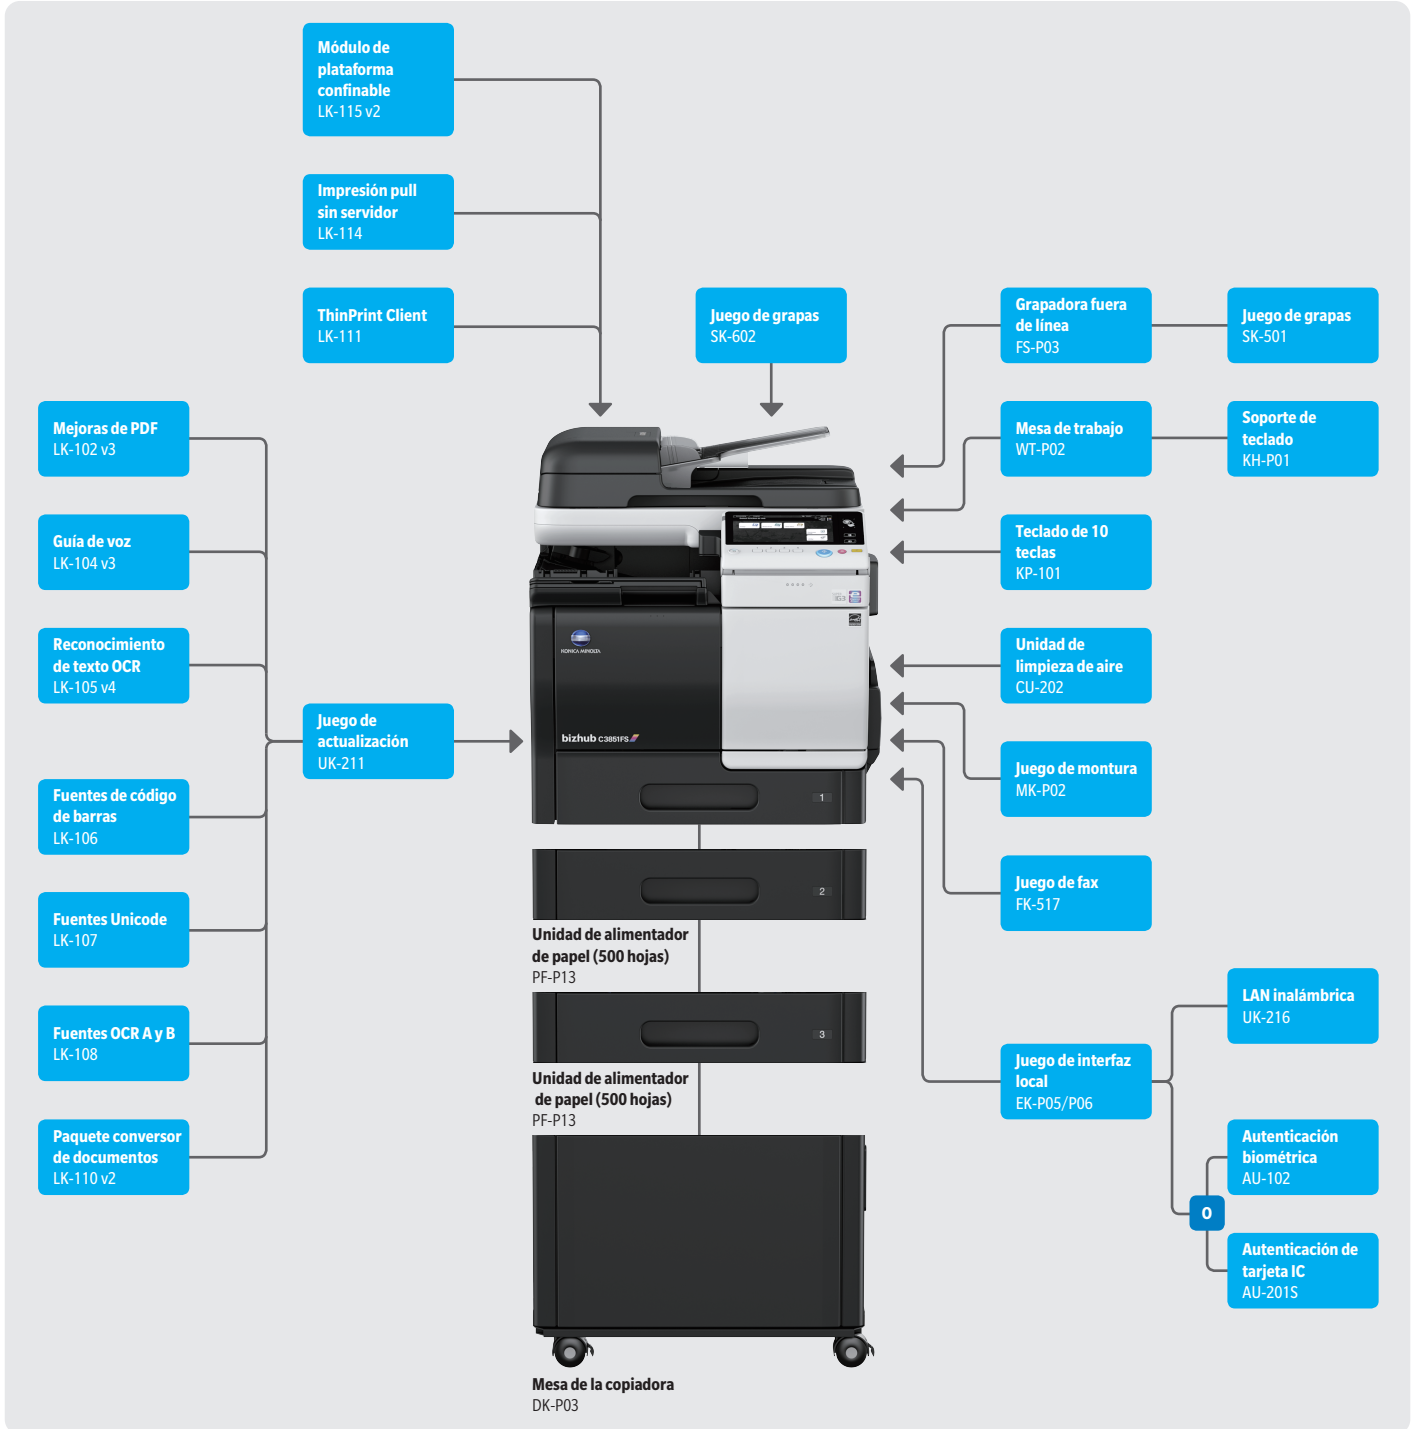 Módulo de
plataforma
confinable
LK-115 v2
Impresión pull
sin servidor
LK-114
ThinPrint Client
LK-111
Juego de grapas
SK-602
Grapadora fuera
de línea
FS-P03
Juego de grapas
SK-501
Mejoras de PDF
LK-102 v3
Mesa de trabajo
WT-P02
Soporte de
teclado
KH-P01
Guía de voz
LK-104 v3
Teclado de 10
teclas
KP-101
Reconocimiento
de texto OCR
LK-105 v4
Unidad de
limpieza de aire
CU-202
KONICA MINOLTA
Juego de
actualización
UK-211
bizhub C3851FS
Juego de montura
MK-P02
Fuentes de código
de barras
LK-106
1
Juego de fax
FK-517
2
Fuentes Unicode
LK-107
Unidad de alimentador
de papel (500 hojas)
PF-P13
LAN inalámbrica
UK-216
Fuentes OCR A y B
LK-108
3
Juego de interfaz
local
EK-P05/P06
Unidad de alimentador
de papel (500 hojas)
PF-P13
Paquete conversor
de documentos
LK-110 v2
Autenticación
biométrica
AU-102
O
Autenticación de
tarjeta IC
AU-201S
Mesa de la copiadora
DK-P03